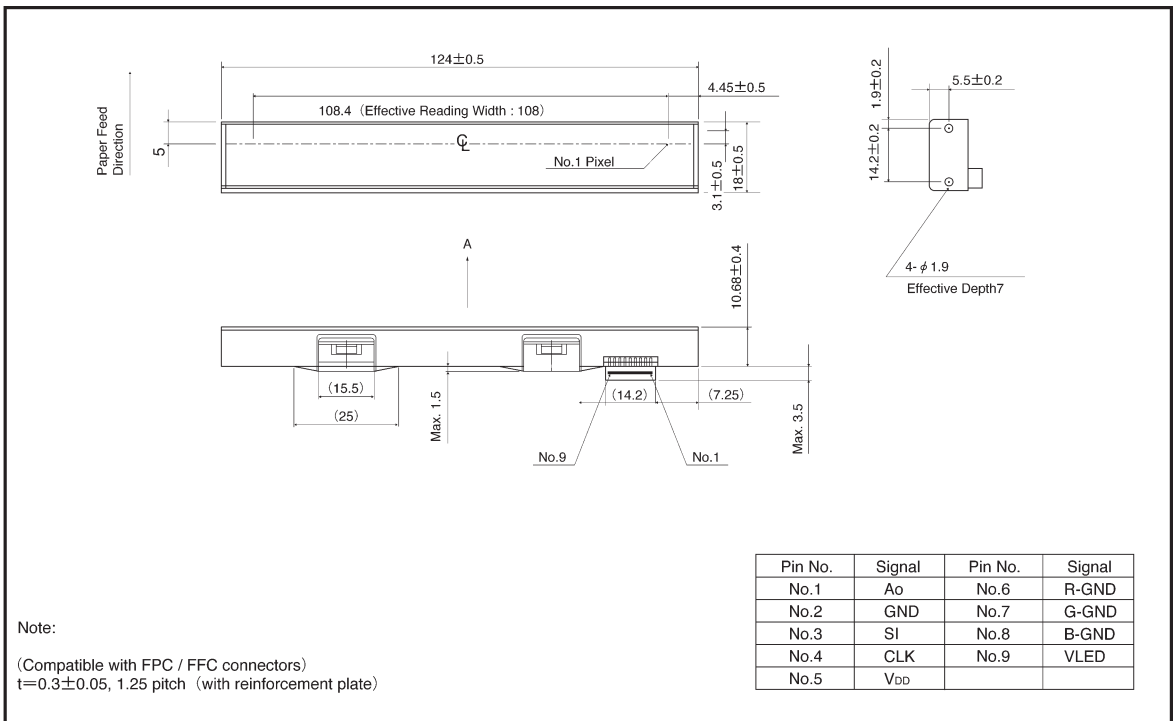 124±0.5
4.45±0.5
108.4 (Effective Reading Width : 108)
Paper Feed
Direction
5
℄
No.1 Pixel
3.1±0.5
18±0.5
1.9±0.2
5.5±0.2
14.2±0.2
4-φ1.9
Effective Depth7
A
10.68±0.4
(15.5)
(25)
Max. 1.5
(14.2)
(7.25)
Max. 3.5
No.9
No.1
Pin No. Signal Pin No. Signal
No.1 Ao No.6 R-GND
No.2 GND No.7 G-GND
No.3 SI No.8 B-GND
No.4 CLK No.9 VLED
No.5 VDD
Note:
(Compatible with FPC / FFC connectors)
t=0.3±0.05, 1.25 pitch (with reinforcement plate)